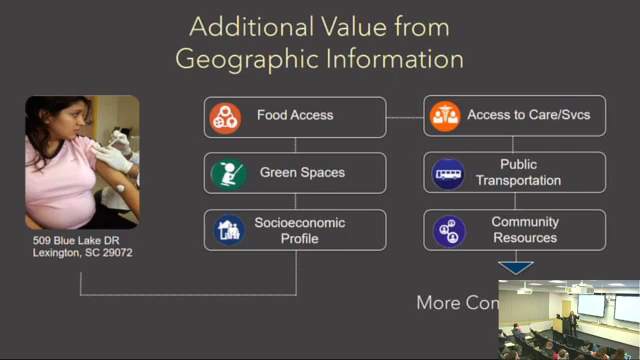 Additional Value from
Geographic Information
Food Access
Access to Care/Svcs
Green Spaces
Public
Transportation
Socioeconomic
Profile
Community
Resources
509 Blue Lake DR
Lexington, SC 29072
More